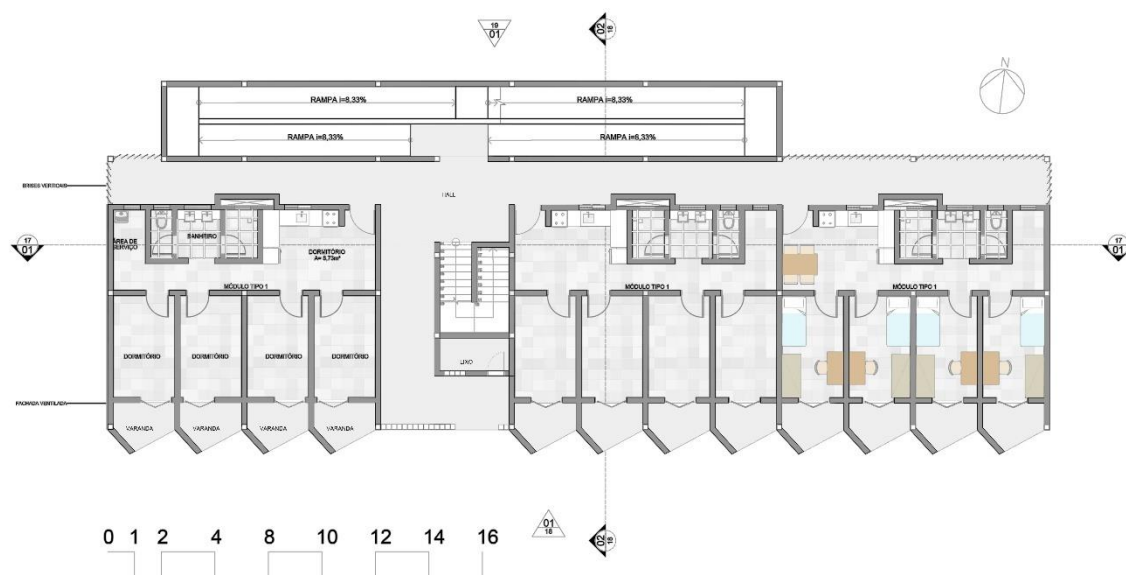 19
01
02
18
N
RAMPA i=8,33%
RAMPA i=8,33%
RAMPA i=8,33%
RAMPA i=8,33%
BRISES VERTICAIS
HALL
ÁREA DE
SERVIÇO
SANITÁRIO
DORMITÓRIO
A= 8,73m²
17
01
17
01
MÓDULO TIPO 1
MÓDULO TIPO 1
MÓDULO TIPO 1
DORMITÓRIO
DORMITÓRIO
DORMITÓRIO
DORMITÓRIO
LIXO
FACHADA VENTILADA
VARANDA
VARANDA
VARANDA
VARANDA
01
18
02
18
0 1 2 4 8 10 12 14 16